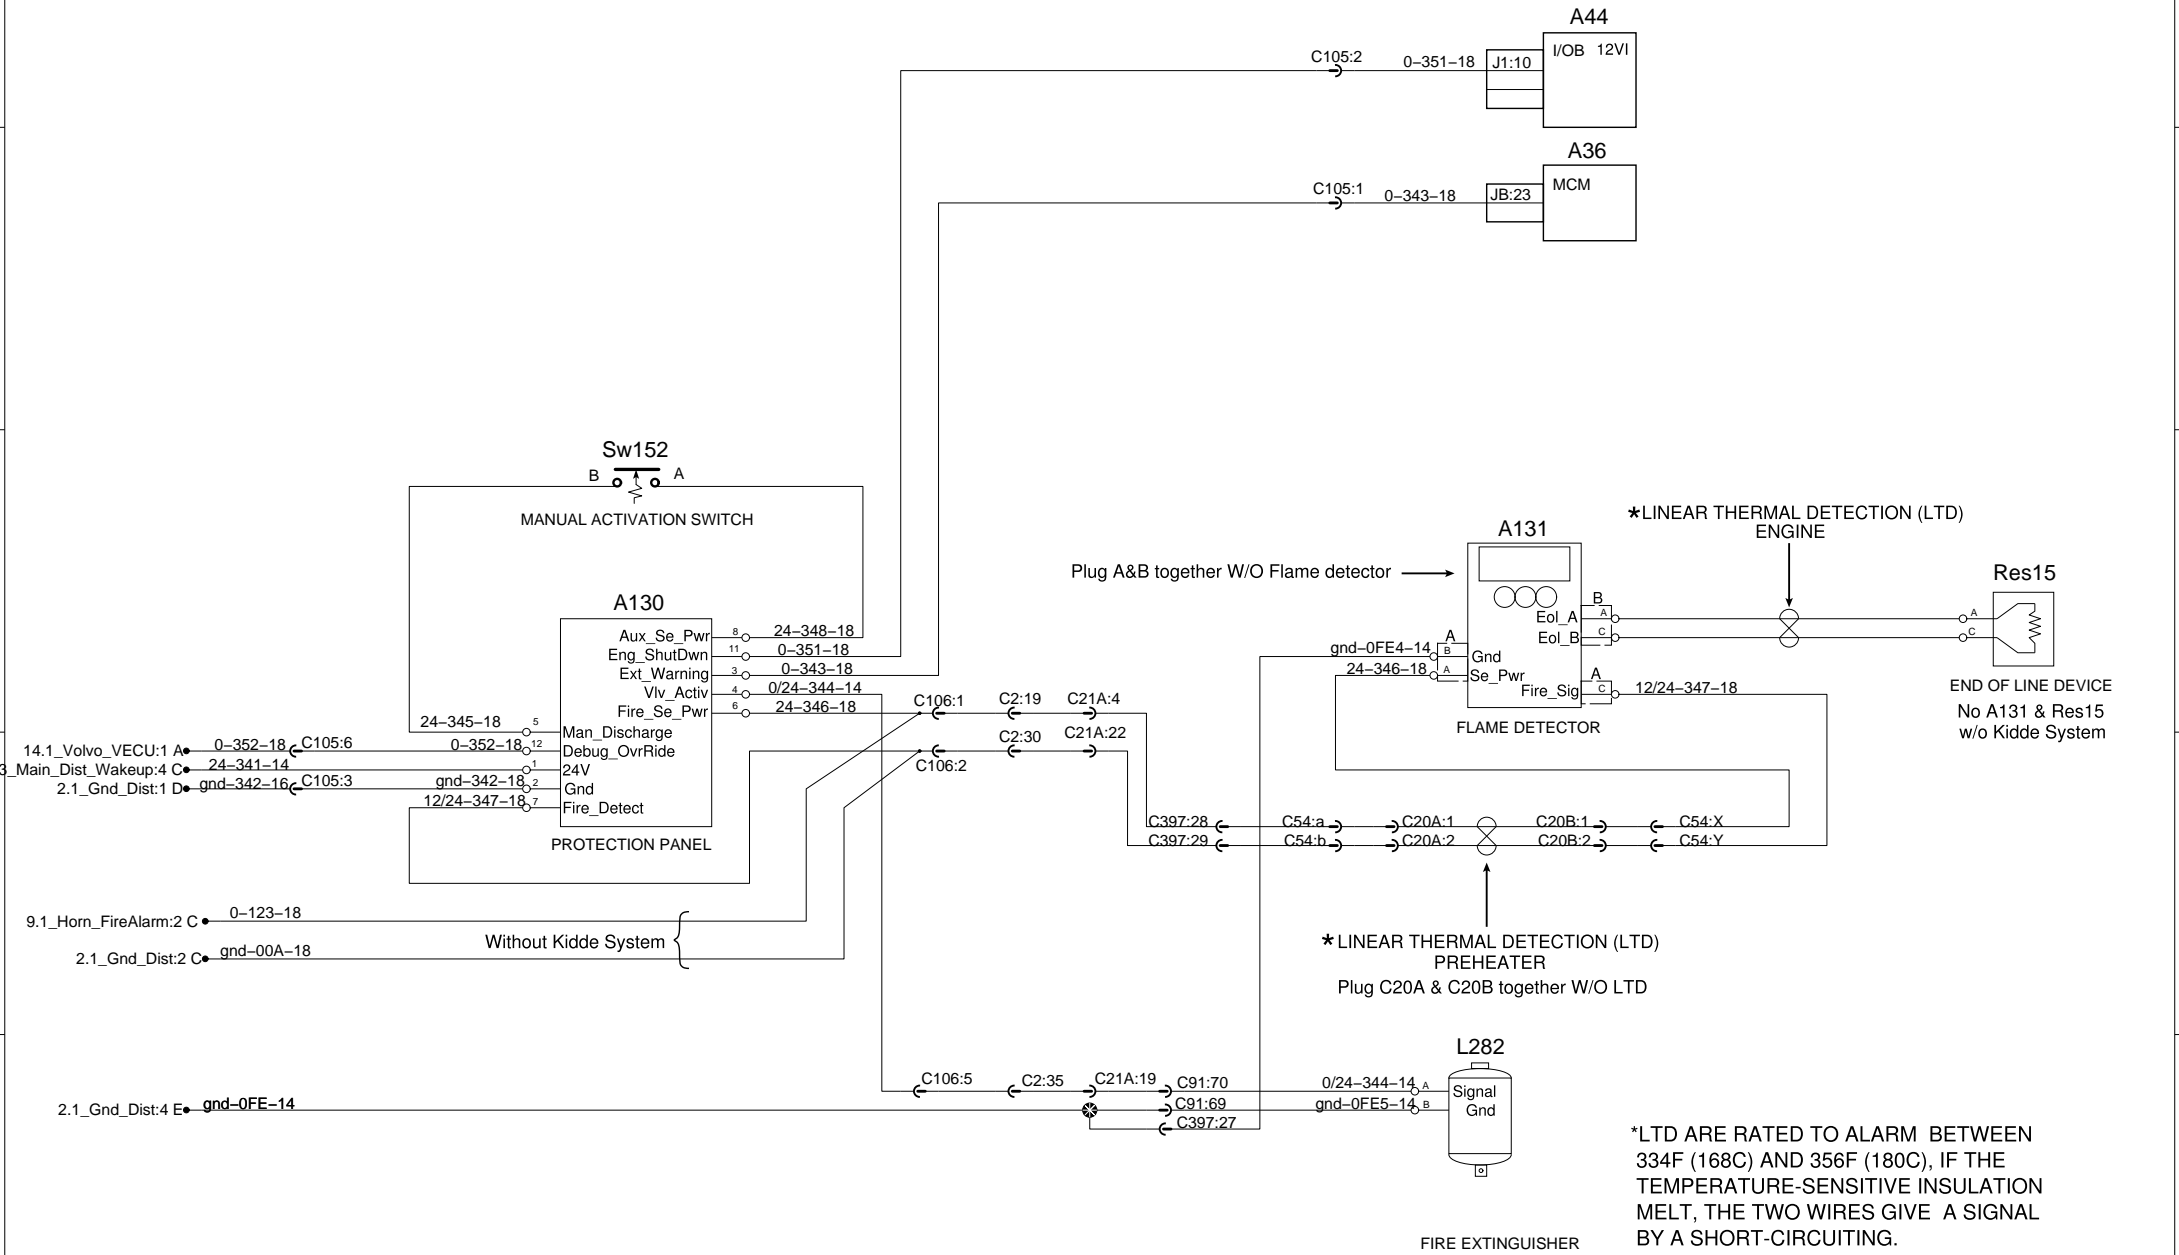 A44
I/OB 12VI
C105:2
0–351–18
J1:10
A36
MCM
C105:1
0–343–18
JB:23
Sw152
B
A
MANUAL ACTIVATION SWITCH
A130
Aux_Se_Pwr
8
24–348–18
Eng_ShutDwn
11
0–351–18
Ext_Warning
3
0–343–18
Vlv_Activ
4
0/24–344–14
Fire_Se_Pwr
6
24–346–18
24–345–18
5
Man_Discharge
14.1_Volvo_VECU:1 A
0–352–18
C105:6
0–352–18
12
Debug_OvrRide
3_Main_Dist_Wakeup:4 C
24–341–14
1
24V
2.1_Gnd_Dist:1 D
gnd–342–16
C105:3
gnd–342–18
2
Gnd
12/24–347–18
7
Fire_Detect
PROTECTION PANEL
C106:1
C2:19
C21A:4
C106:2
C2:30
C21A:22
9.1_Horn_FireAlarm:2 C
0–123–18
Without Kidde System
2.1_Gnd_Dist:2 C
gnd–00A–18
*LINEAR THERMAL DETECTION (LTD)
ENGINE
A131
Plug A&B together W/O Flame detector
Res15
B
Eol_A
A
A
Eol_B
C
C
A
gnd–0FE4–14
B
Gnd
24–346–18
A
Se_Pwr
A
Fire_Sig
C
12/24–347–18
FLAME DETECTOR
END OF LINE DEVICE
No A131 & Res15
w/o Kidde System
C397:28
C54:a
C20A:1
C20B:1
C54:X
C397:29
C54:b
C20A:2
C20B:2
C54:Y
*LINEAR THERMAL DETECTION (LTD)
PREHEATER
Plug C20A & C20B together W/O LTD
L282
C106:5
C2:35
C21A:19
C91:70
0/24–344–14
A
Signal
2.1_Gnd_Dist:4 E
gnd–0FE–14
C91:69
gnd–0FE5–14
B
Gnd
C397:27
FIRE EXTINGUISHER
*LTD ARE RATED TO ALARM BETWEEN
334F (168C) AND 356F (180C), IF THE
TEMPERATURE-SENSITIVE INSULATION
MELT, THE TWO WIRES GIVE A SIGNAL
BY A SHORT-CIRCUITING.